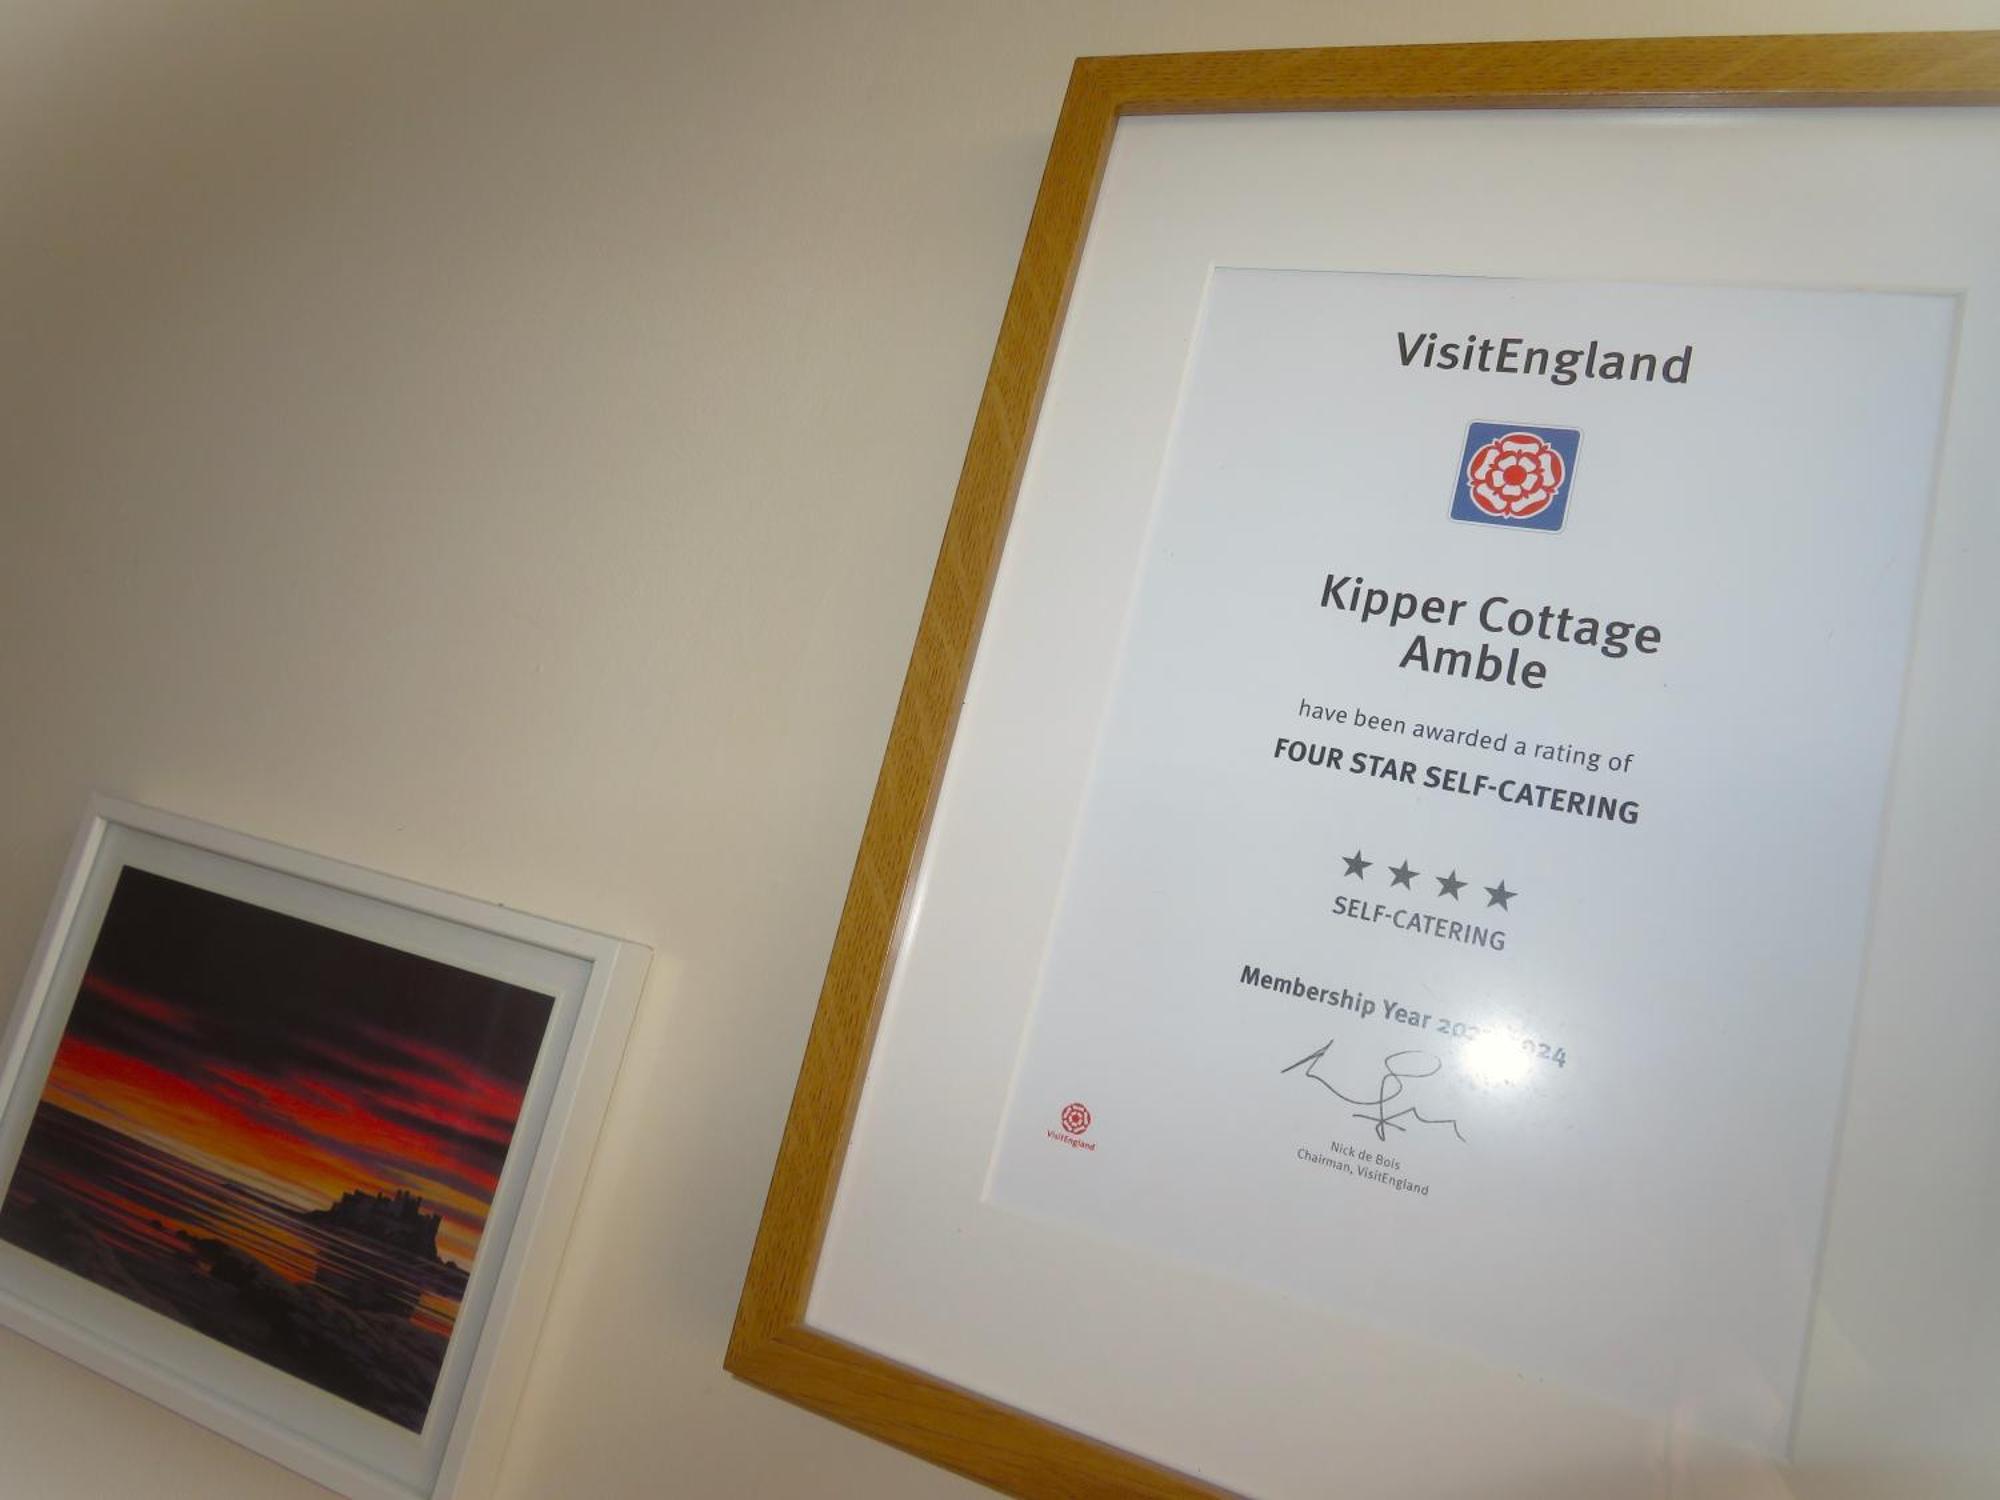 VisitEngland
Kipper Cottage
Amble
have been awarded a rating of
FOUR STAR SELF-CATERING
SELF-CATERING
Membership Year
Nick de Bois
Chairman, VisitEngland
VisitEngland